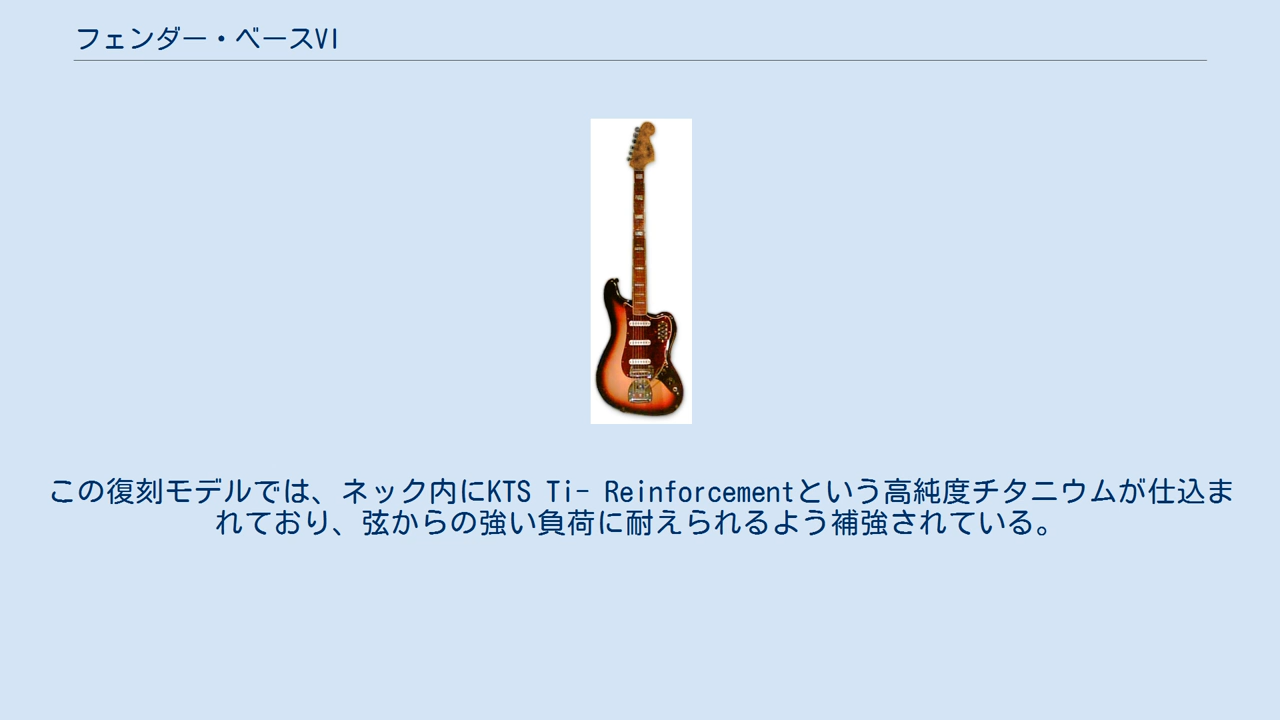 フェンダー・ベースVI
この復刻モデルでは、ネック内にKTS Ti- Reinforcementという高純度チタニウムが仕込ま
れており、弦からの強い負荷に耐えられるよう補強されている。